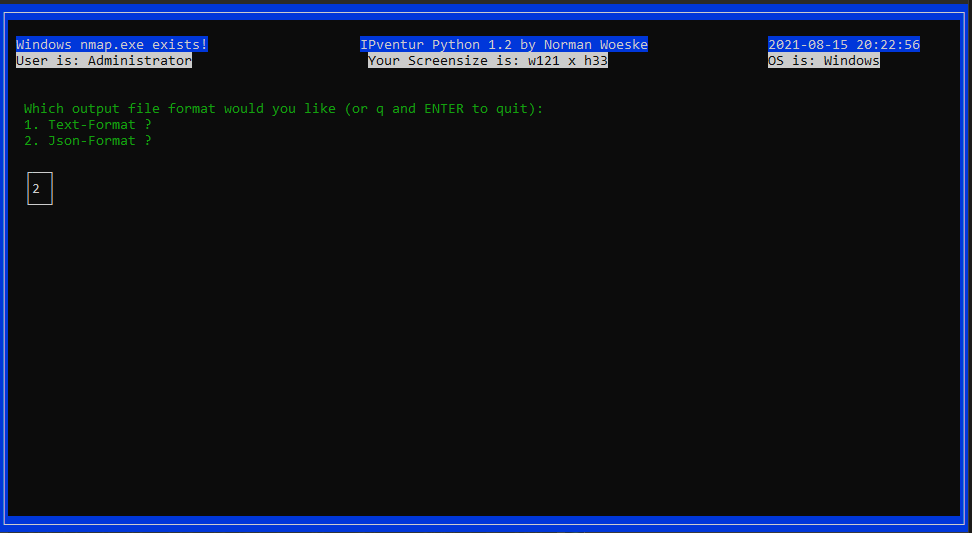 Windows nmap.exe exists! IPventur Python 1.2 by Norman Woeske 2021-08-15 20:22:56
User is: Administrator Your Screensize is: w121 x h33 OS is: Windows
Which output file format would you like (or q and ENTER to quit):
1. Text-Format ?
2. Json-Format ?
2